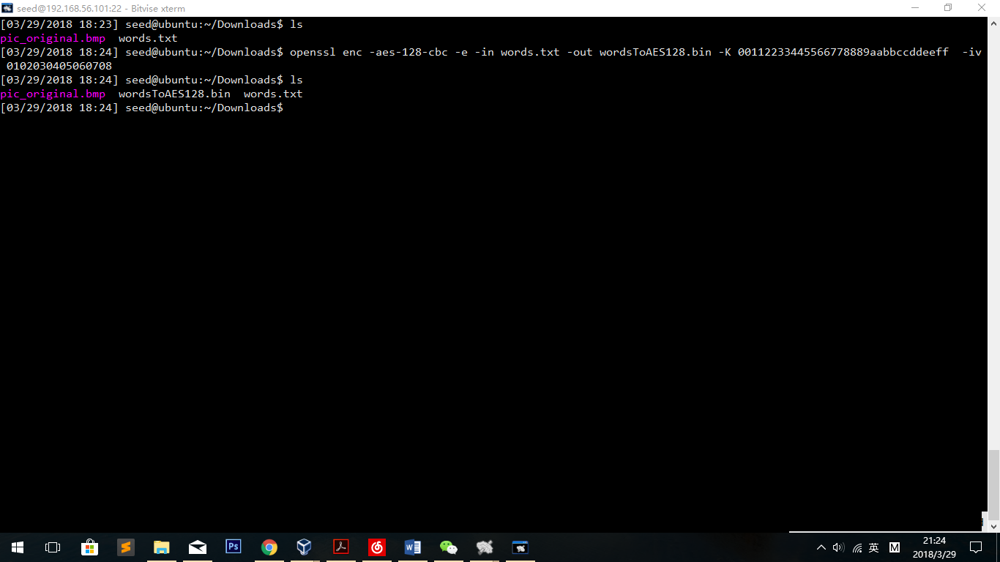 seed@192.168.56.101:22 - Bitvise xterm
[03/29/2018 18:23] seed@ubuntu:~/Downloads$ ls
pic_original.bmp  words.txt
[03/29/2018 18:24] seed@ubuntu:~/Downloads$ openssl enc -aes-128-cbc -e -in words.txt -out wordsToAES128.bin -K 00112233445566778889aabbccddeeff  -iv
 0102030405060708
[03/29/2018 18:24] seed@ubuntu:~/Downloads$ ls
pic_original.bmp  wordsToAES128.bin  words.txt
[03/29/2018 18:24] seed@ubuntu:~/Downloads$
Ps
英
M
21:24
2018/3/29